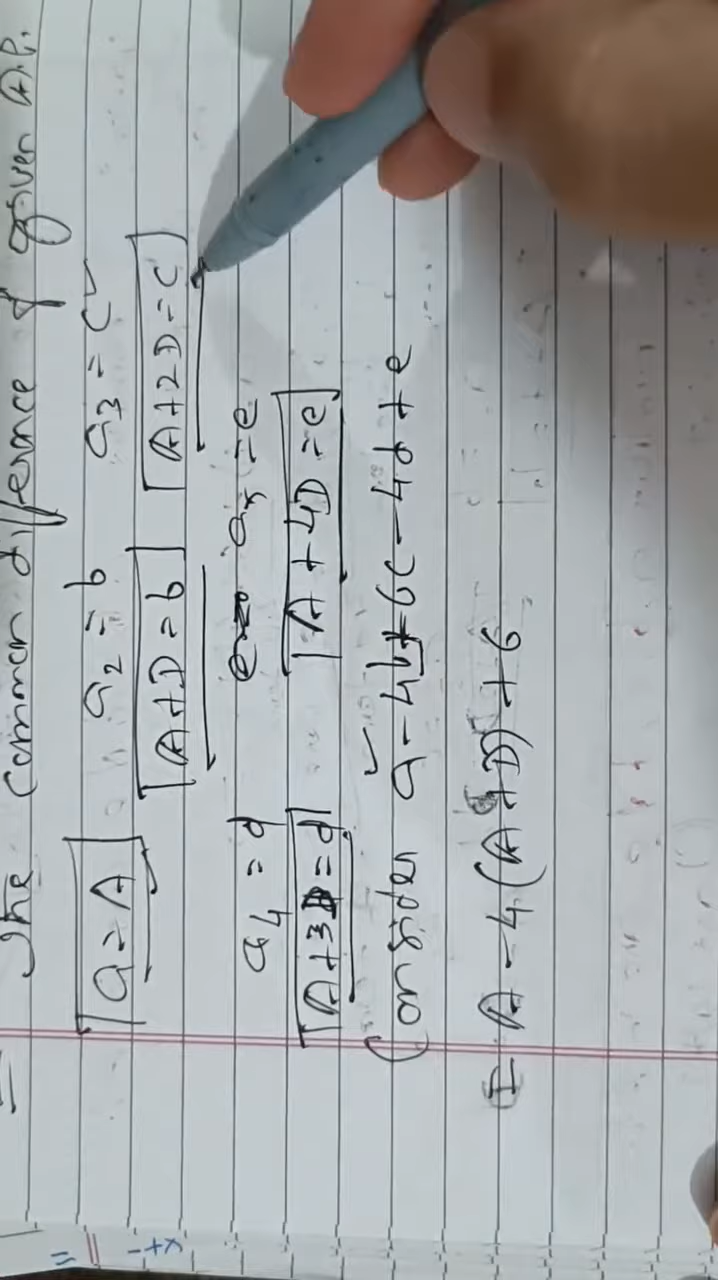 the common difference of given A.P.
a = A a₂ = b a₃ = c
A+D = b A+2D = c
a₄ = d a₅ = e
A+3D = d A+4D = e
Consider a - 4b + 6c - 4d + e
= A - 4(A+D) + 6